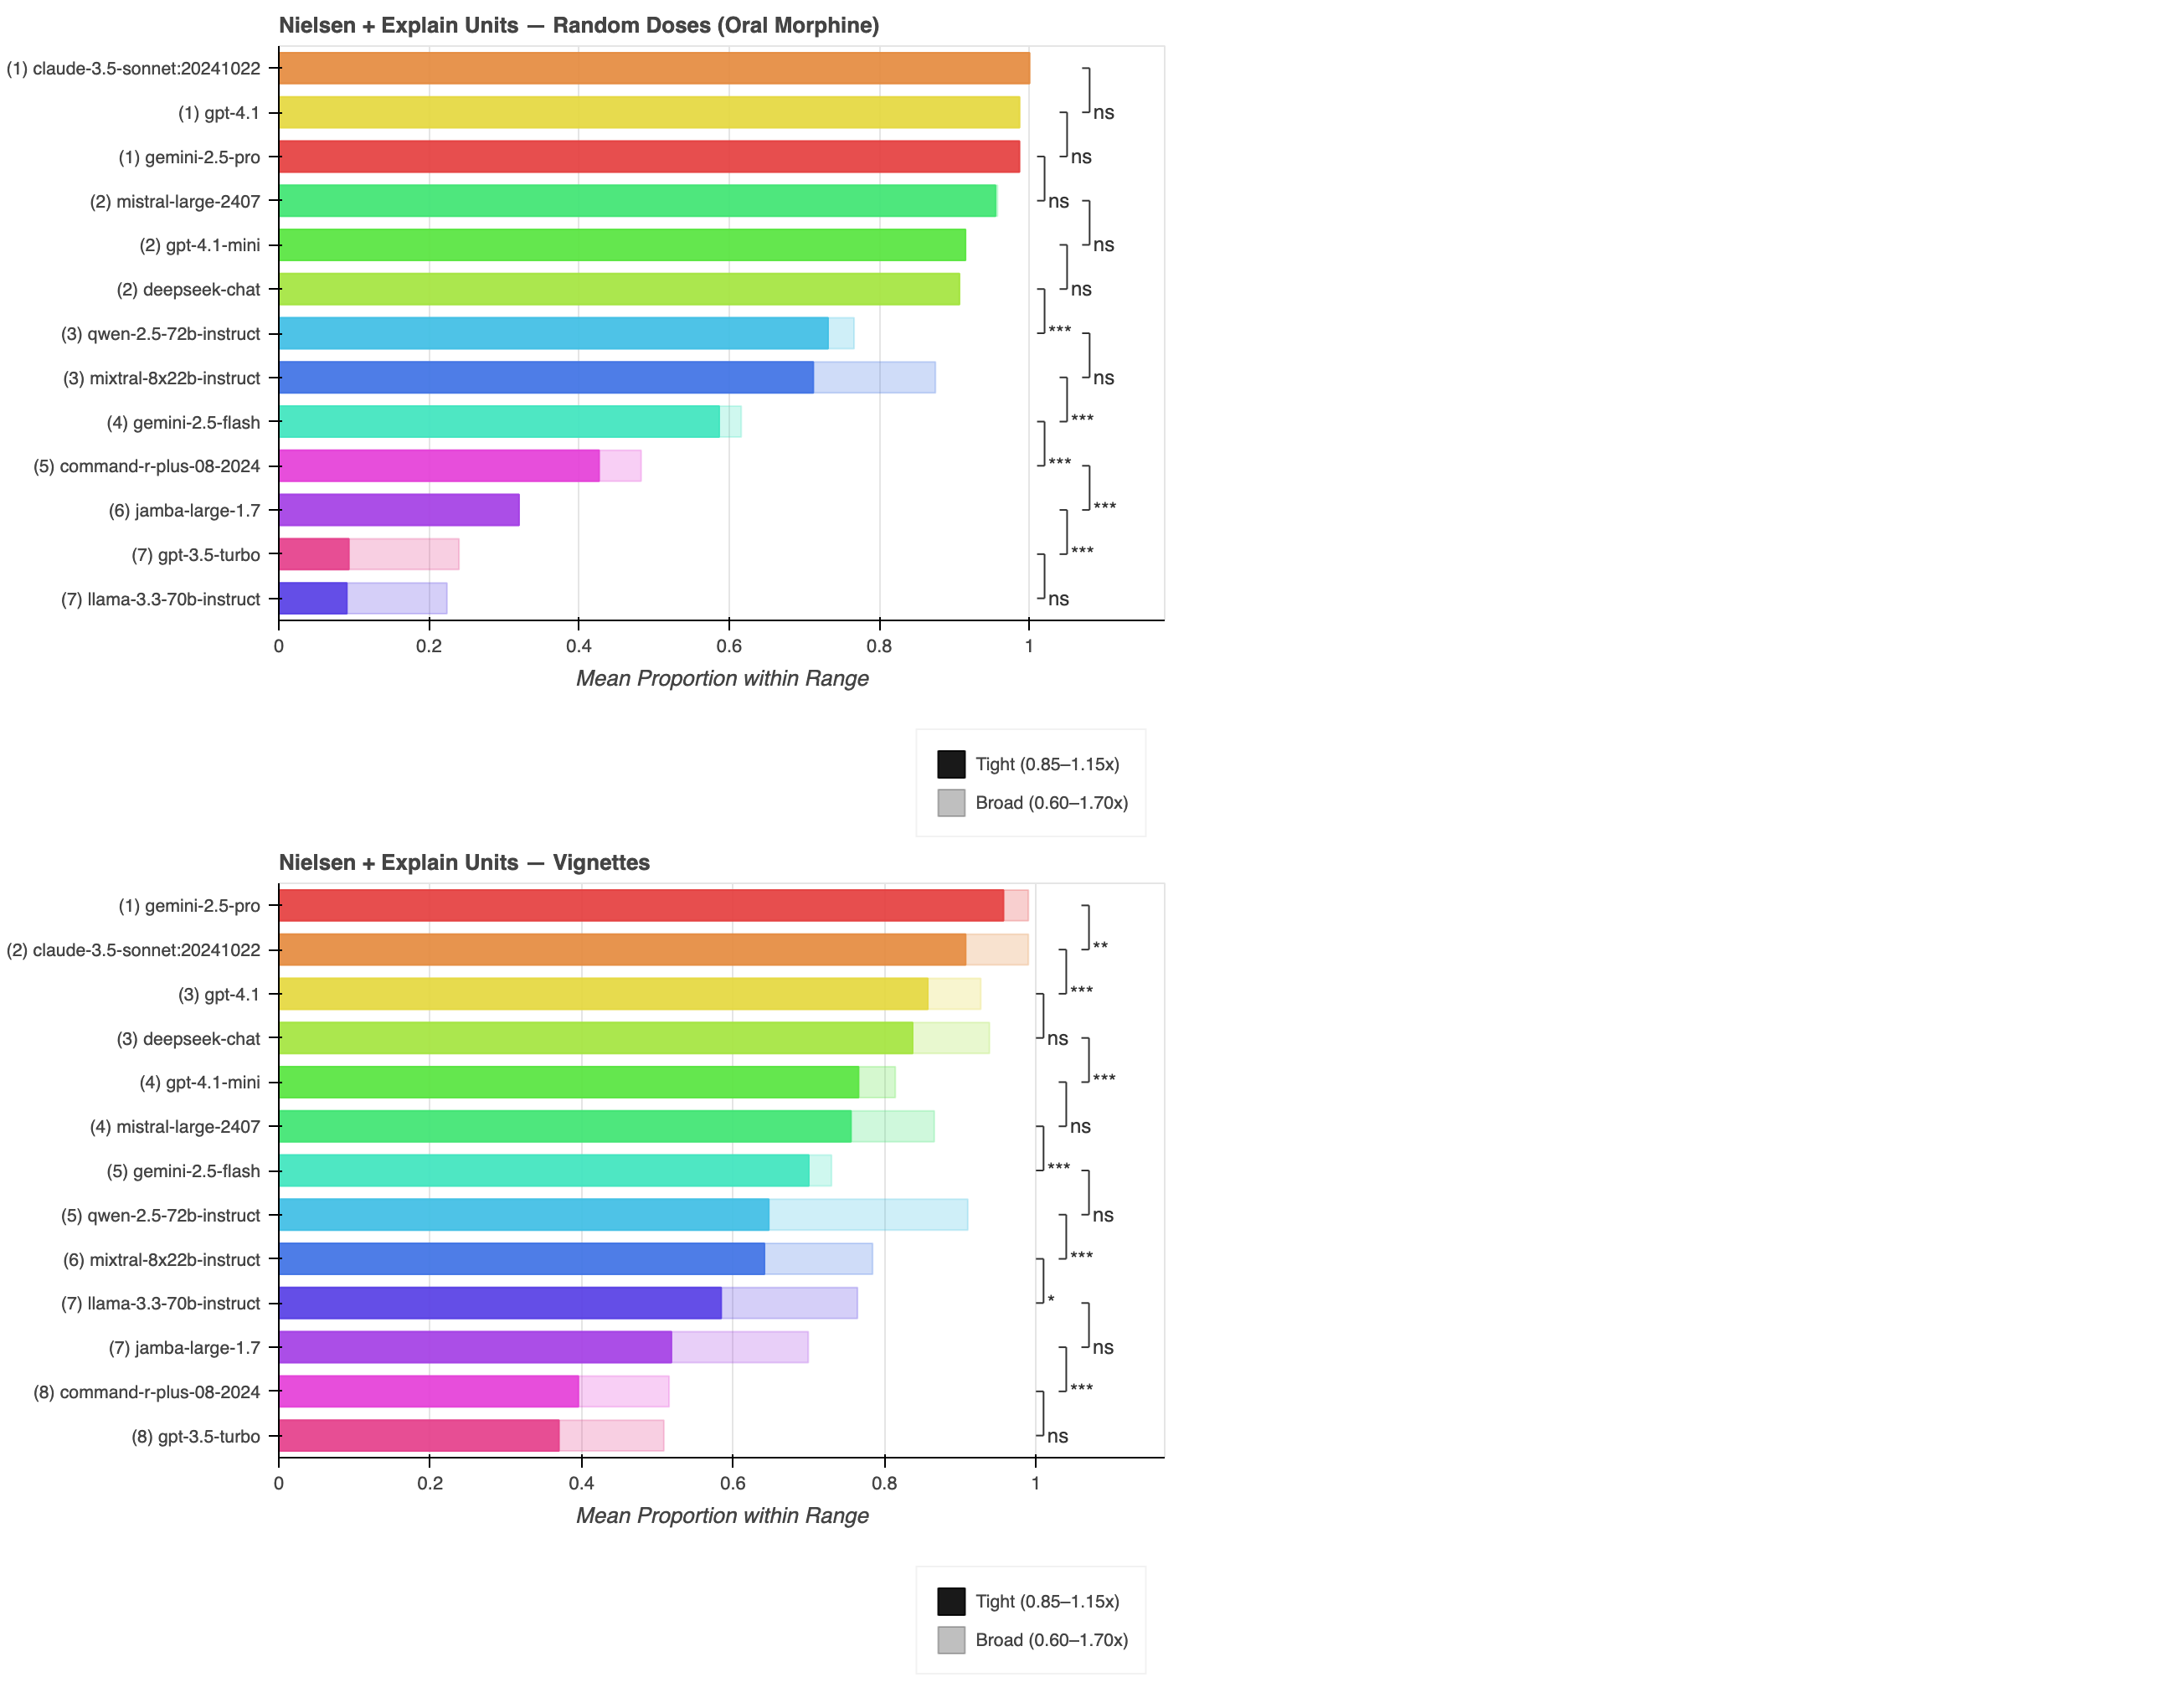 Nielsen + Explain Units — Random Doses (Oral Morphine)
(1) claude-3.5-sonnet:20241022
(1) gpt-4.1
ns
(1) gemini-2.5-pro
ns
(2) mistral-large-2407
ns
(2) gpt-4.1-mini
ns
(2) deepseek-chat
ns
(3) qwen-2.5-72b-instruct
***
(3) mixtral-8x22b-instruct
ns
(4) gemini-2.5-flash
***
(5) command-r-plus-08-2024
***
(6) jamba-large-1.7
***
(7) gpt-3.5-turbo
***
(7) llama-3.3-70b-instruct
ns
0 0.2 0.4 0.6 0.8 1
Mean Proportion within Range
Tight (0.85–1.15x)
Broad (0.60–1.70x)
Nielsen + Explain Units — Vignettes
(1) gemini-2.5-pro
(2) claude-3.5-sonnet:20241022
**
(3) gpt-4.1
***
(3) deepseek-chat
ns
(4) gpt-4.1-mini
***
(4) mistral-large-2407
ns
(5) gemini-2.5-flash
***
(5) qwen-2.5-72b-instruct
ns
(6) mixtral-8x22b-instruct
***
(7) llama-3.3-70b-instruct
*
(7) jamba-large-1.7
ns
(8) command-r-plus-08-2024
***
(8) gpt-3.5-turbo
ns
0 0.2 0.4 0.6 0.8 1
Mean Proportion within Range
Tight (0.85–1.15x)
Broad (0.60–1.70x)